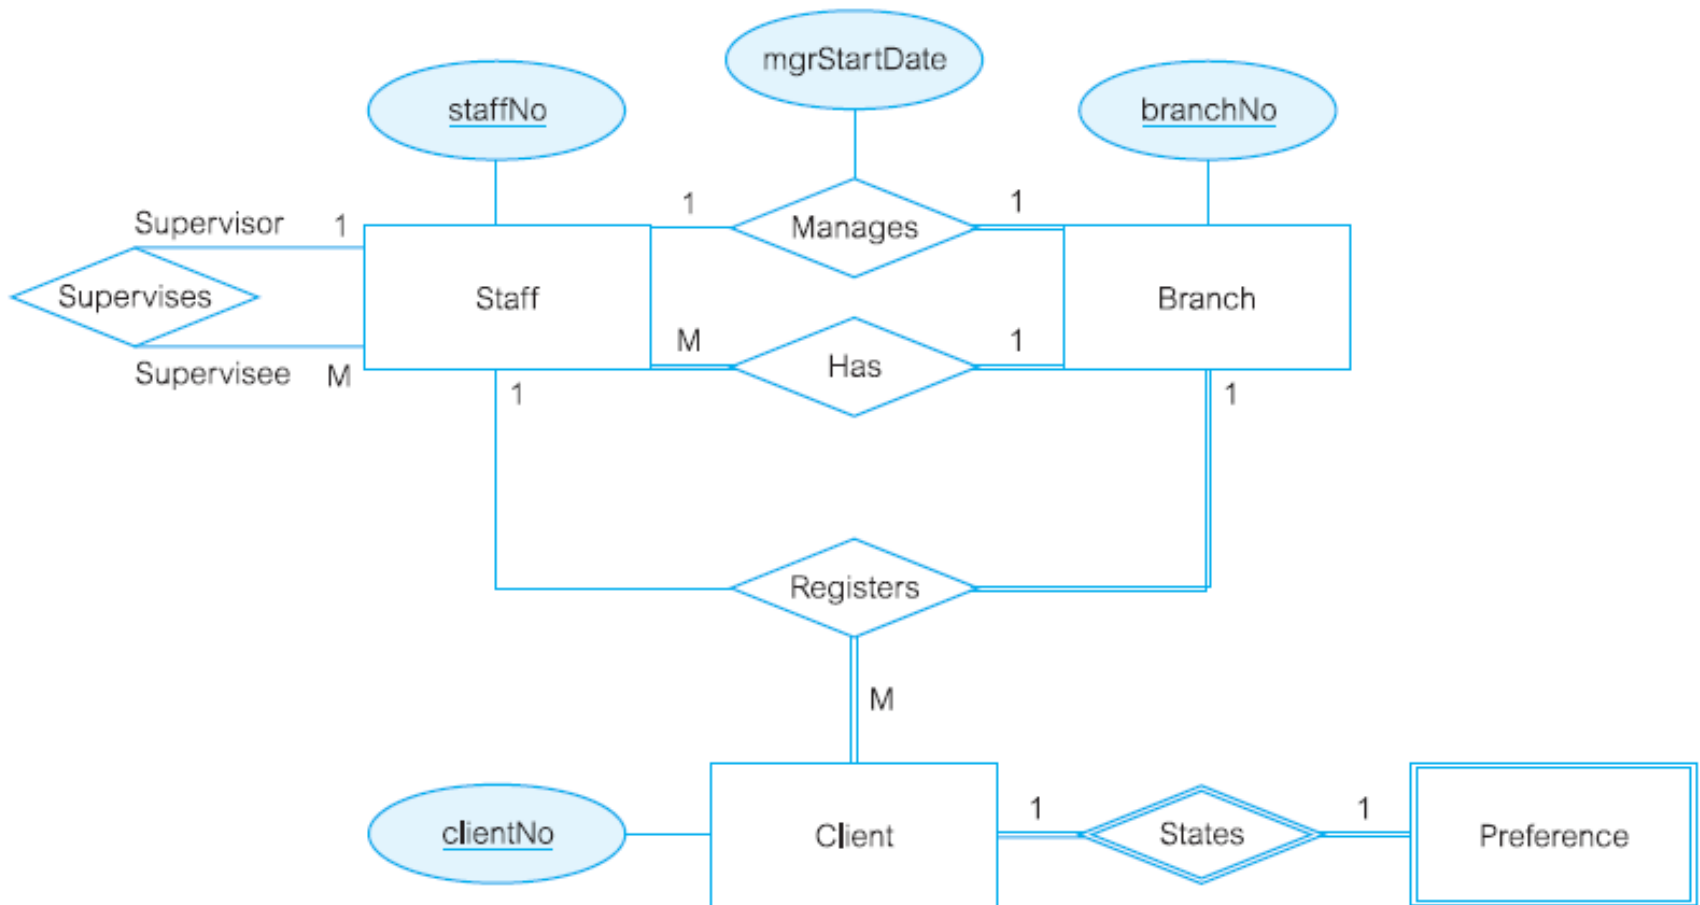 mgrStartDate
staffNo
branchNo
1
1
Supervisor 1
Manages
Supervises
Staff
Branch
M
1
Has
Supervisee M
1
1
Registers
M
1
1
clientNo
Client
States
Preference